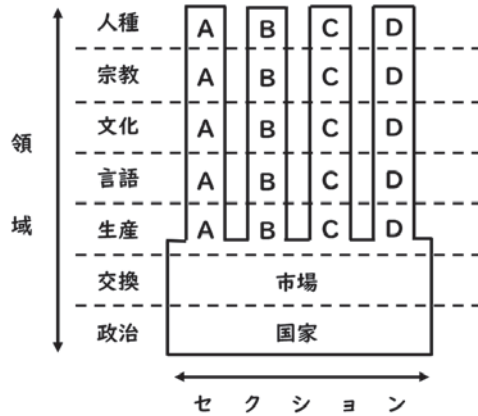 人種 A B C D
宗教 A B C D
文化 A B C D
領
言語 A B C D
域
生産 A B C D
交換 市場
政治 国家
セクション